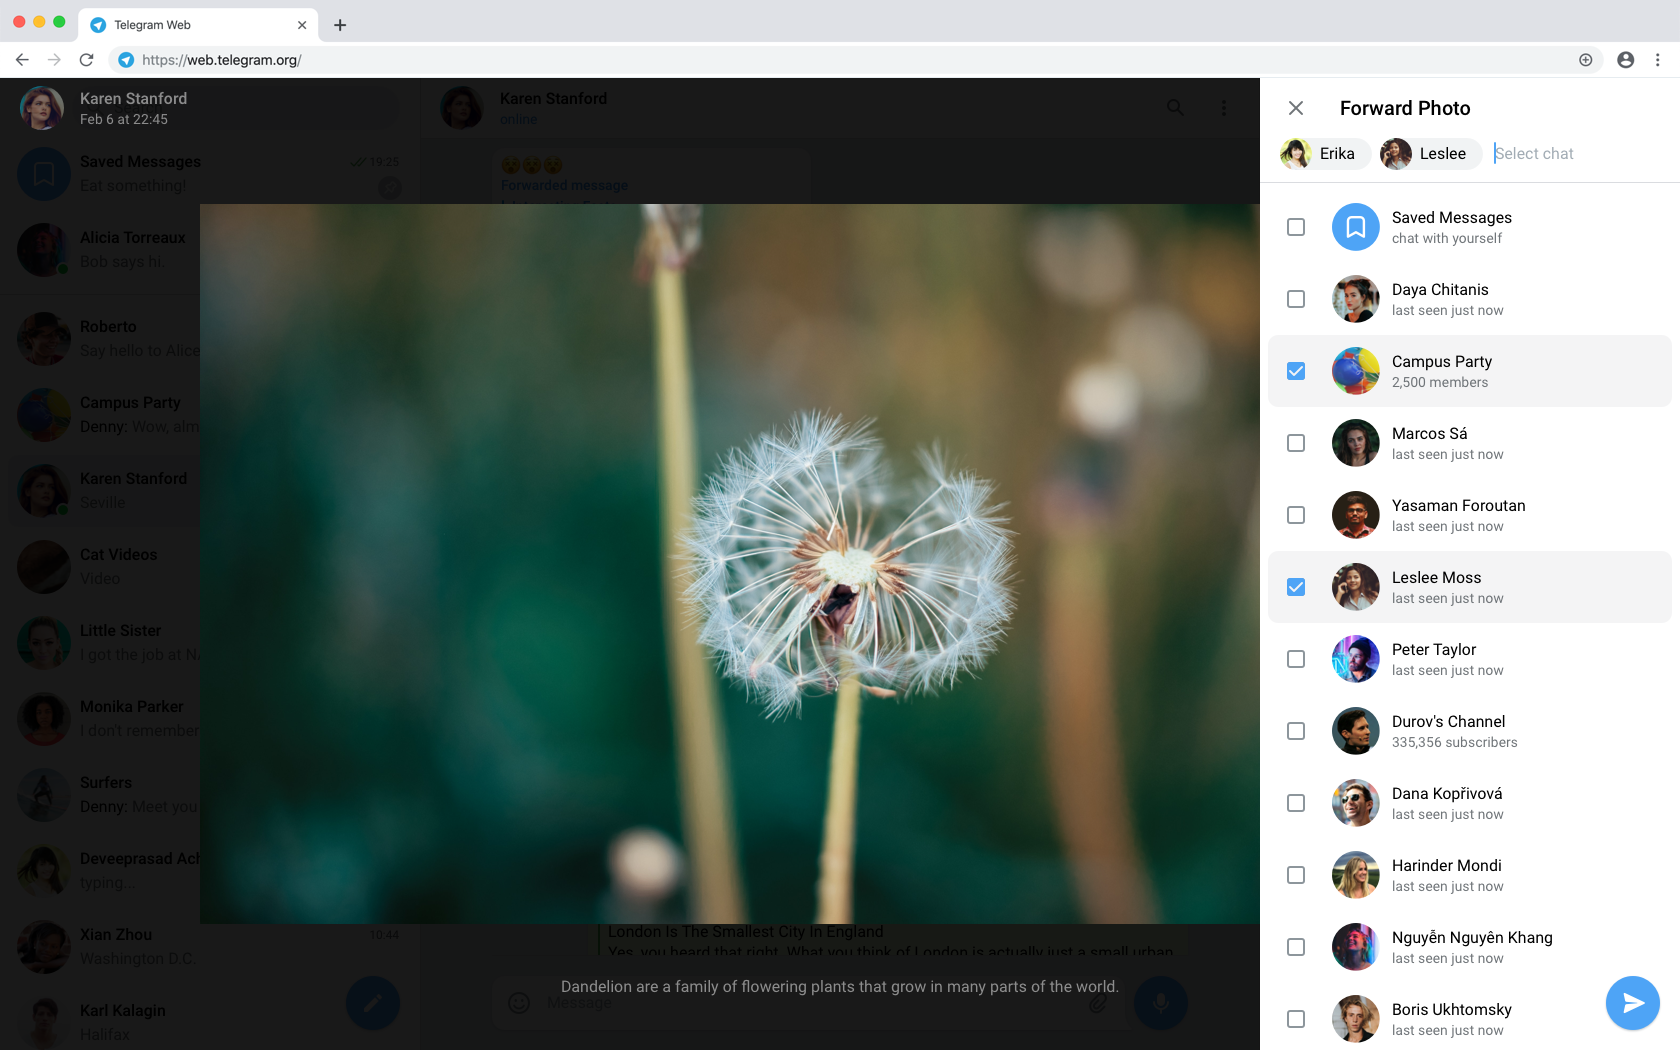 Telegram Web
https://web.telegram.org/
Karen Stanford
Feb 6 at 22:45
Saved Messages
19:25
Eat something!
Alicia Torreaux
Bob says hi.
Roberto
Say hello to Alice
Campus Party
Denny: Wow, alm
Karen Stanford
Seville
Cat Videos
Video
Little Sister
I got the job at N
Monika Parker
I don't remember
Surfers
Denny: Meet you
Deveeprasad Ach
typing...
Xian Zhou
10:44
Washington D.C.
Karl Kalagin
Halifax
Karen Stanford
online
Forwarded message
London Is The Smallest City In England
Yes, you heard that right. What you think of London is actually just a small urban
Message
Dandelion are a family of flowering plants that grow in many parts of the world.
Forward Photo
Erika
Leslee
Select chat
Saved Messages
chat with yourself
Daya Chitanis
last seen just now
Campus Party
2,500 members
Marcos Sá
last seen just now
Yasaman Foroutan
last seen just now
Leslee Moss
last seen just now
Peter Taylor
last seen just now
Durov's Channel
335,356 subscribers
Dana Kopřivová
last seen just now
Harinder Mondi
last seen just now
Nguyễn Nguyên Khang
last seen just now
Boris Ukhtomsky
last seen just now